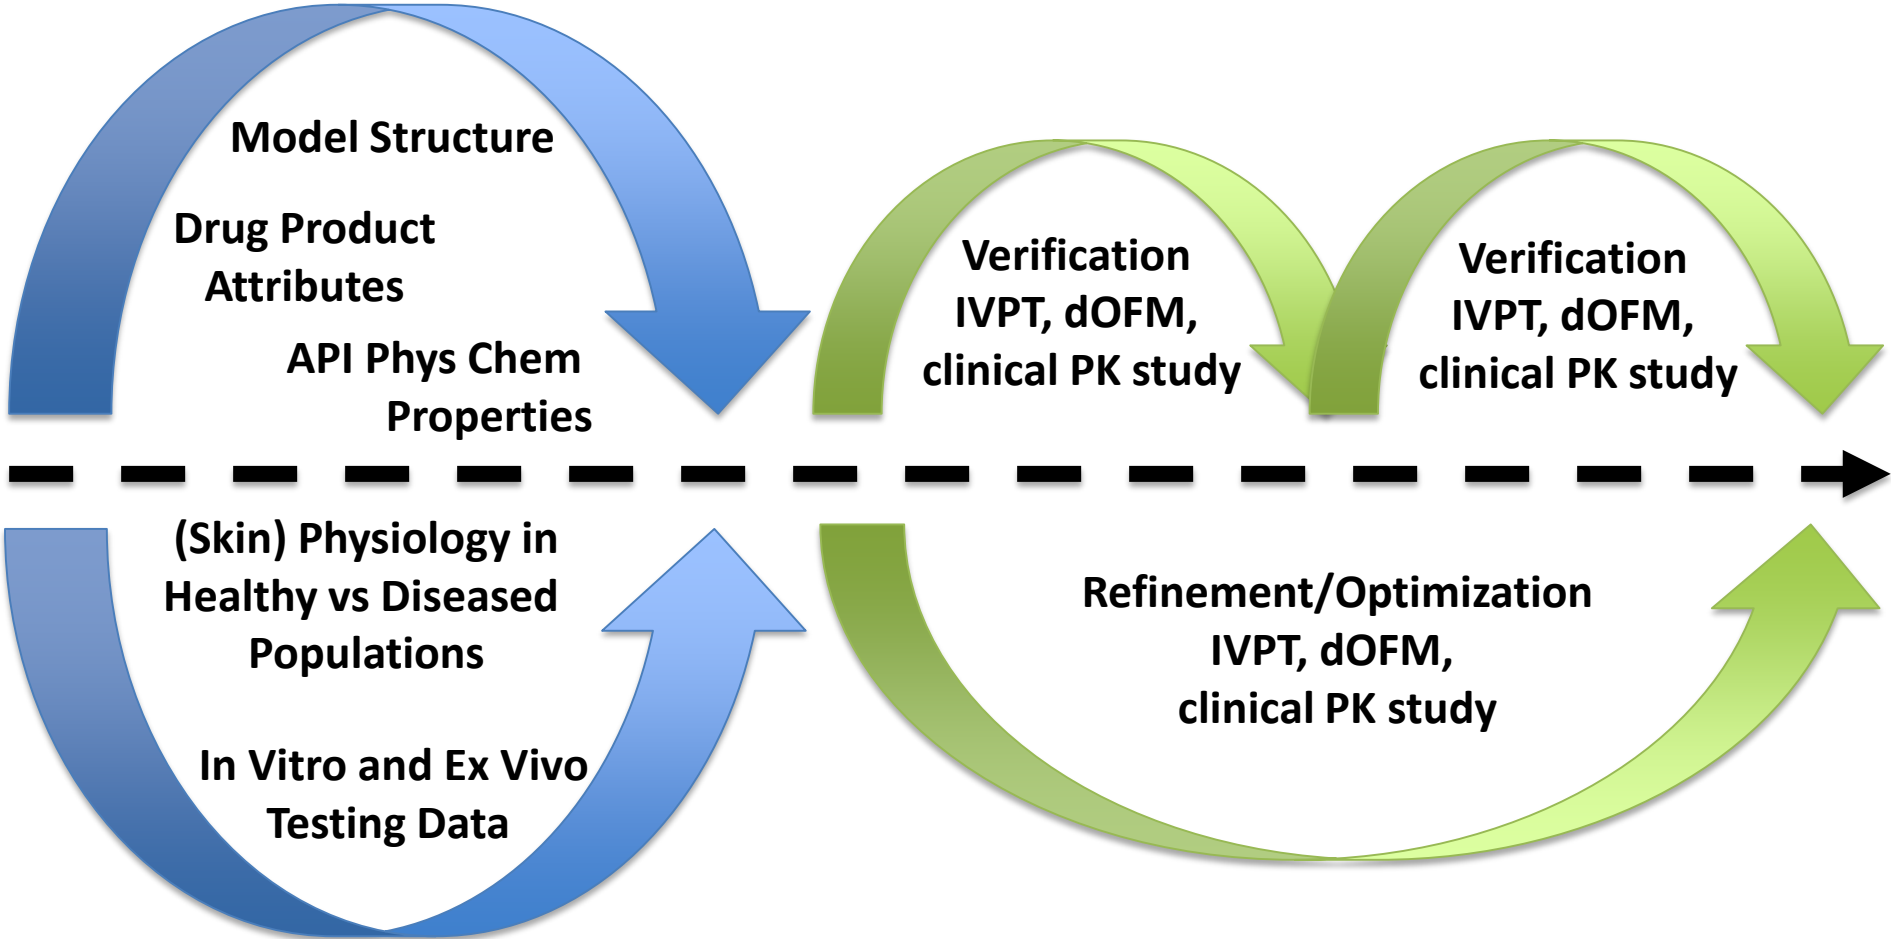 Model Structure
Drug Product
Attributes
API Phys Chem
Properties
(Skin) Physiology in
Healthy vs Diseased
Populations
In Vitro and Ex Vivo
Testing Data
Verification
IVPT, dOFM,
clinical PK study
Verification
IVPT, dOFM,
clinical PK study
Refinement/Optimization
IVPT, dOFM,
clinical PK study